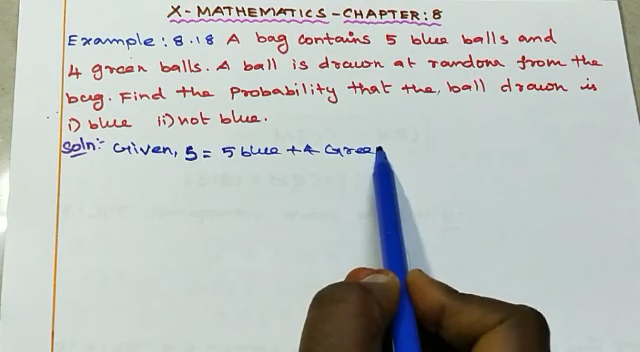 X - MATHEMATICS - CHAPTER: 8
Example: 8.18 A bag contains 5 blue balls and
4 green balls. A ball is drawn at random from the
bag. Find the Probability that the, ball drawn is
i) blue ii) not blue.
Soln:- Given, S = 5 blue + 4 Gree